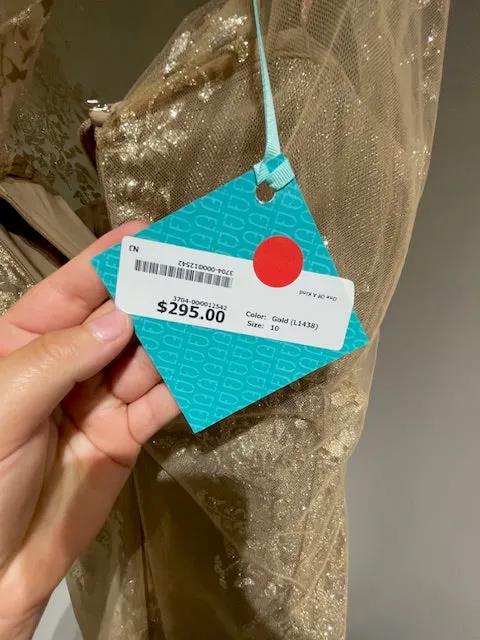 NJ
3704-000012542
One Of A Kind
3704-000012542
$295.00
Color: Gold (L1438)
Size: 10